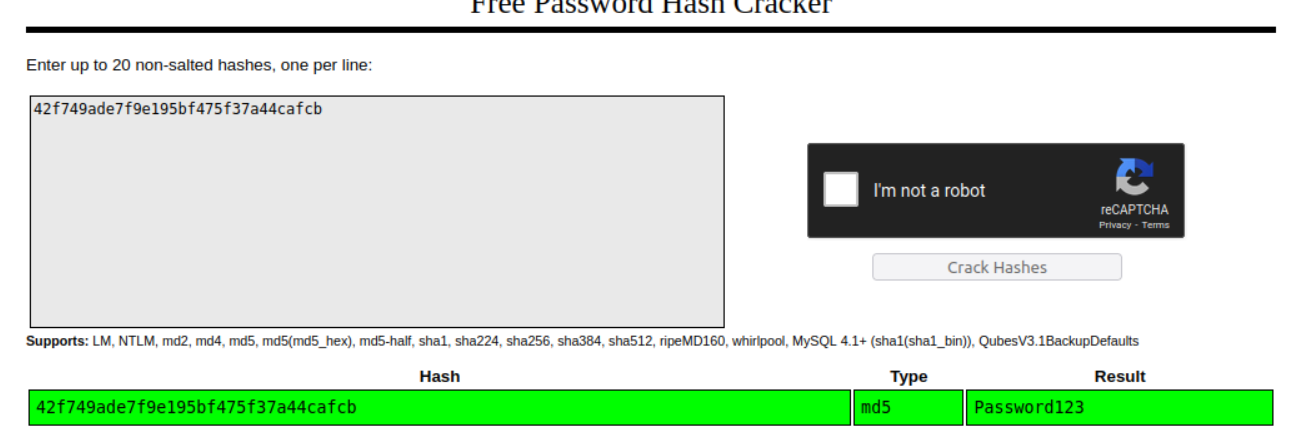 Free Password Hash Cracker
Enter up to 20 non-salted hashes, one per line:
42f749ade7f9e195bf475f37a44cafcb
I'm not a robot
reCAPTCHA
Privacy - Terms
Crack Hashes
Supports: LM, NTLM, md2, md4, md5, md5(md5_hex), md5-half, sha1, sha224, sha256, sha384, sha512, ripeMD160, whirlpool, MySQL 4.1+ (sha1(sha1_bin)), QubesV3.1BackupDefaults
Hash Type Result
42f749ade7f9e195bf475f37a44cafcb md5 Password123